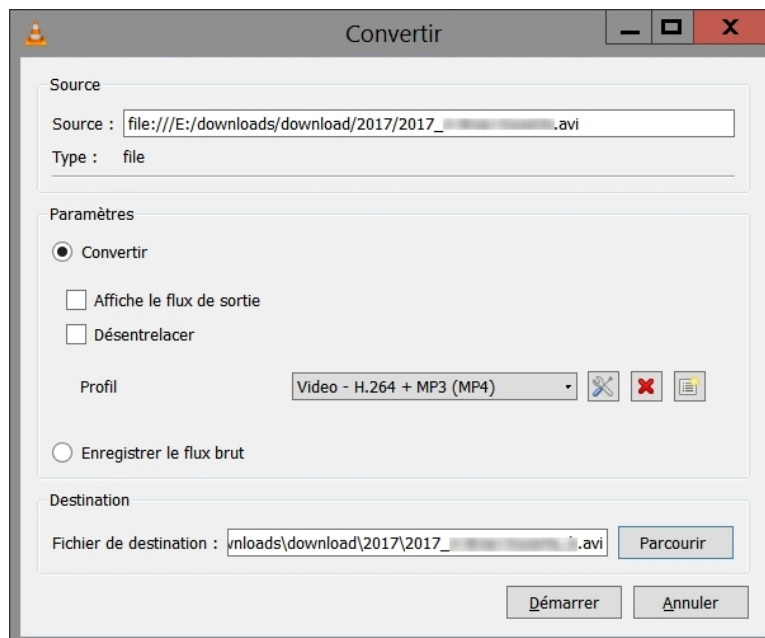 Convertir
Source
Source : file:///E:/downloads/download/2017/2017_ .avi
Type : file
Paramètres
Convertir
Affiche le flux de sortie
Désentrelacer
Profil Video - H.264 + MP3 (MP4)
Enregistrer le flux brut
Destination
Fichier de destination : wnloads\download\2017\2017_ .avi Parcourir
Démarrer Annuler